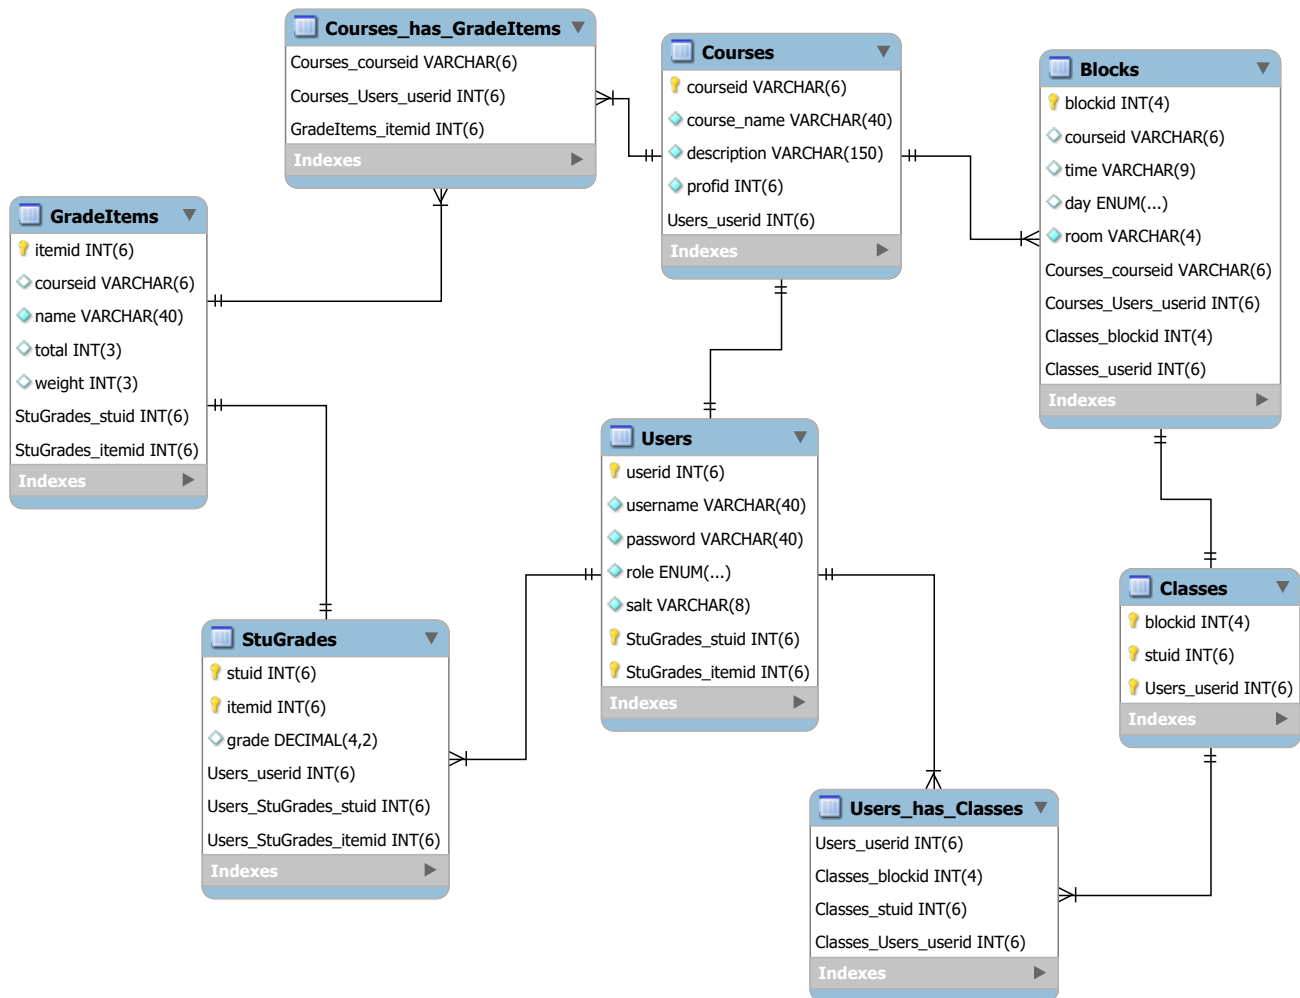 Courses_has_GradeItems
Courses_courseid VARCHAR(6)
Courses_Users_userid INT(6)
GradeItems_itemid INT(6)
Indexes
Courses
courseid VARCHAR(6)
course_name VARCHAR(40)
description VARCHAR(150)
profid INT(6)
Users_userid INT(6)
Indexes
Blocks
blockid INT(4)
courseid VARCHAR(6)
time VARCHAR(9)
day ENUM(...)
room VARCHAR(4)
Courses_courseid VARCHAR(6)
Courses_Users_userid INT(6)
Classes_blockid INT(4)
Classes_userid INT(6)
Indexes
GradeItems
itemid INT(6)
courseid VARCHAR(6)
name VARCHAR(40)
total INT(3)
weight INT(3)
StuGrades_stuid INT(6)
StuGrades_itemid INT(6)
Indexes
Users
userid INT(6)
username VARCHAR(40)
password VARCHAR(40)
role ENUM(...)
salt VARCHAR(8)
StuGrades_stuid INT(6)
StuGrades_itemid INT(6)
Indexes
Classes
blockid INT(4)
stuid INT(6)
Users_userid INT(6)
Indexes
StuGrades
stuid INT(6)
itemid INT(6)
grade DECIMAL(4,2)
Users_userid INT(6)
Users_StuGrades_stuid INT(6)
Users_StuGrades_itemid INT(6)
Indexes
Users_has_Classes
Users_userid INT(6)
Classes_blockid INT(4)
Classes_stuid INT(6)
Classes_Users_userid INT(6)
Indexes